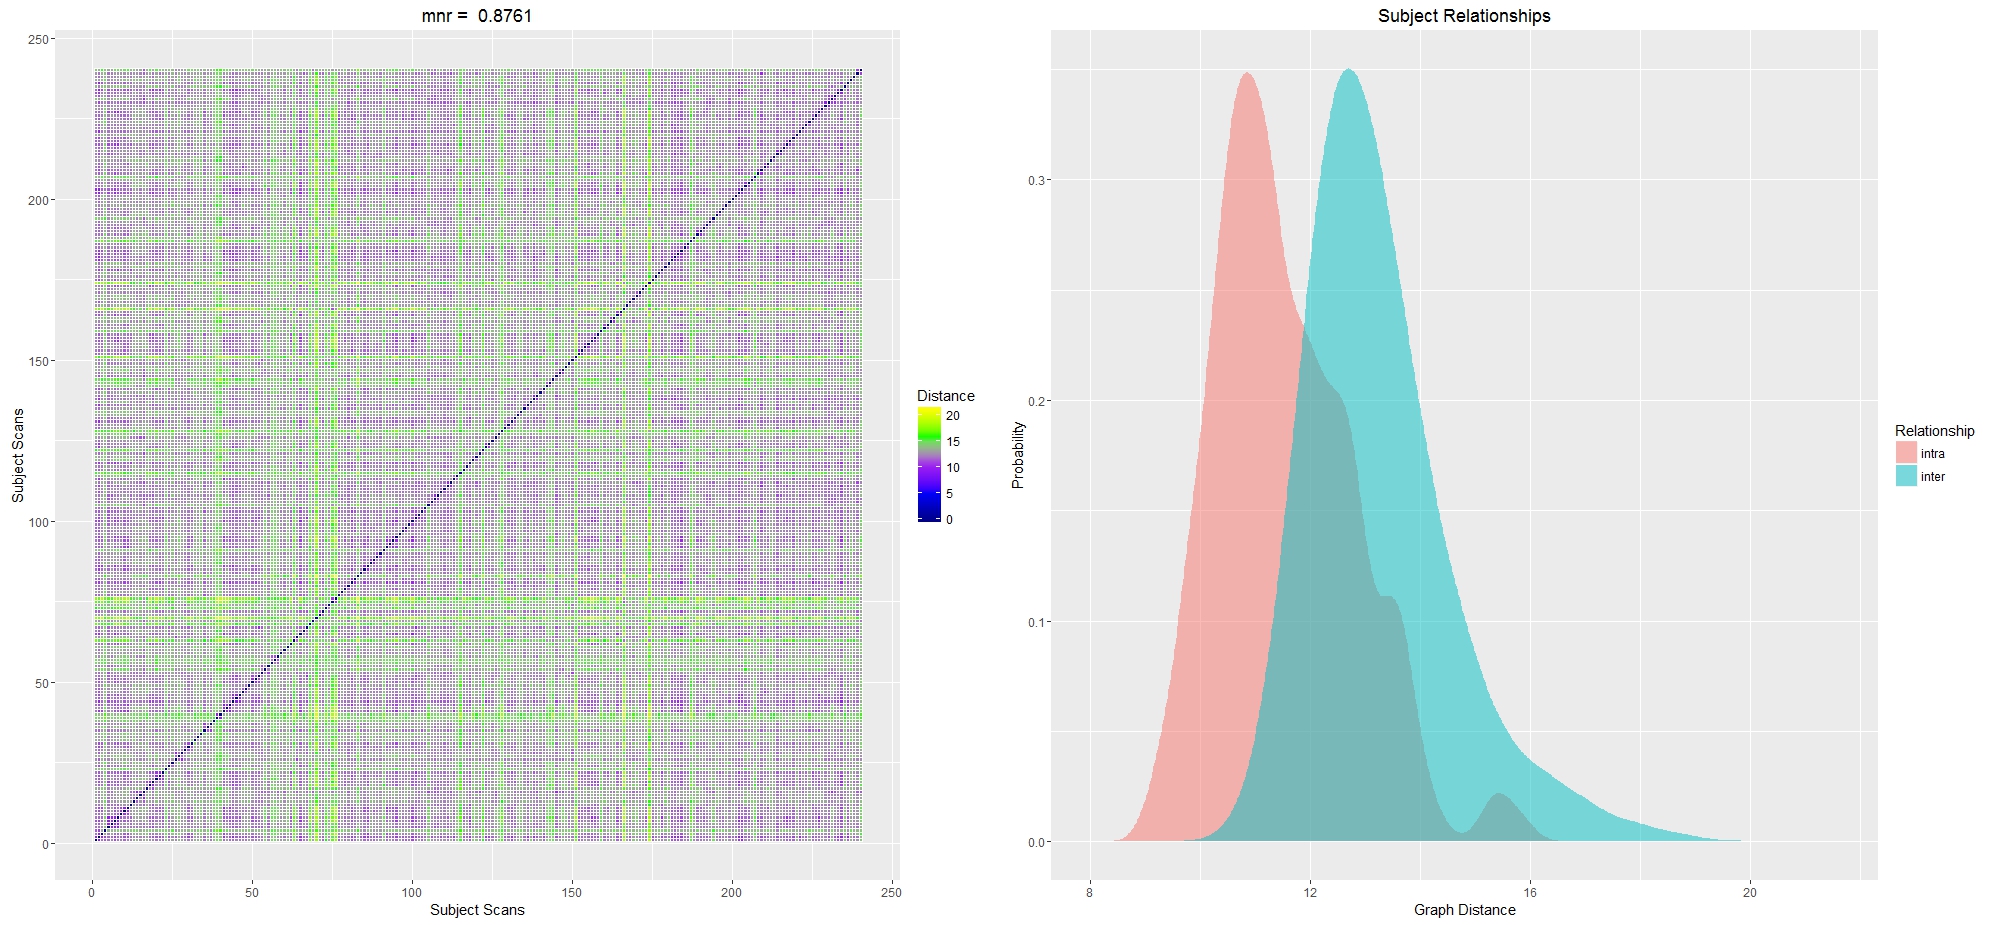 mnr = 0.8761
250
200
150
100
50
0
0 50 100 150 200 250
Subject Scans
Subject Scans
Distance
20
15
10
5
0
Subject Relationships
0.3
0.2
0.1
0.0
8 12 16 20
Graph Distance
Probability
Relationship
intra
inter